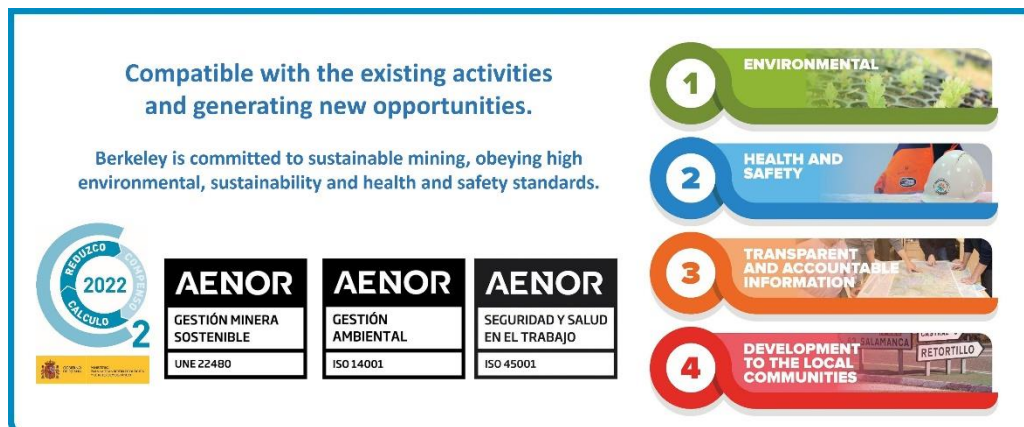 Compatible with the existing activities
and generating new opportunities.
Berkeley is committed to sustainable mining, obeying high
environmental, sustainability and health and safety standards.
REDUZCO
COMPENSO
CALCULO
2022
2
AENOR
GESTIÓN MINERA
SOSTENIBLE
UNE 22480
AENOR
GESTIÓN
AMBIENTAL
ISO 14001
AENOR
SEGURIDAD Y SALUD
EN EL TRABAJO
ISO 45001
1
ENVIRONMENTAL
2
HEALTH AND
SAFETY
3
TRANSPARENT
AND ACCOUNTABLE
INFORMATION
4
DEVELOPMENT
TO THE LOCAL
COMMUNITIES
SALAMANCA
RETORTILLO